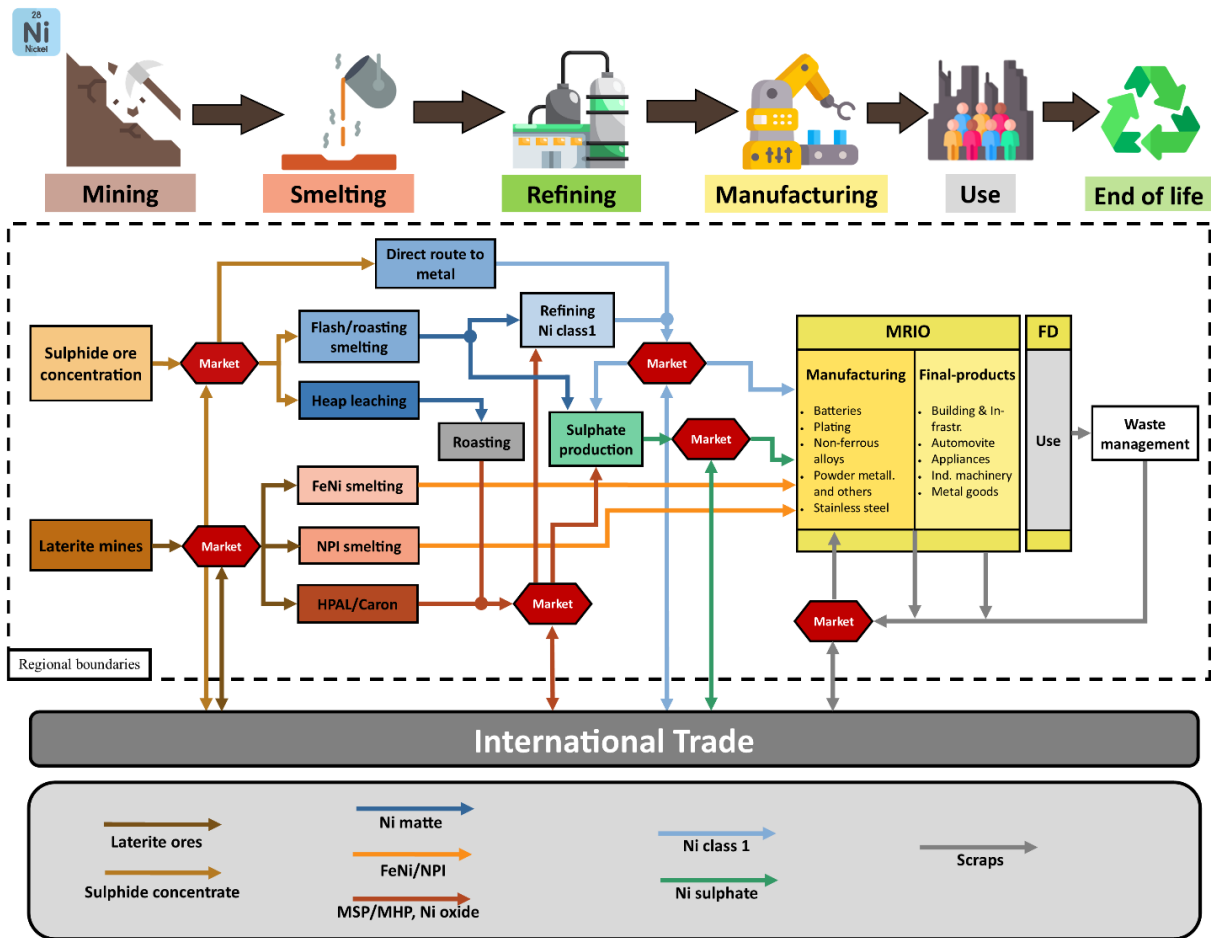 28
Ni
Nickel
Mining
Smelting
Refining
Manufacturing
Use
End of life
Direct route to
metal
Sulphide ore
concentration
Market
Flash/roasting
smelting
Heap leaching
Refining
Ni class1
Market
Roasting
Sulphate
production
Market
Laterite mines
Market
FeNi smelting
NPI smelting
HPAL/Caron
Market
MRIO
Manufacturing
• Batteries
• Plating
• Non-ferrous
alloys
• Powder metall.
and others
• Stainless steel
Final-products
• Building & In-
frastr.
• Automovite
• Appliances
• Ind. machinery
• Metal goods
FD
Use
Waste
management
Market
Regional boundaries
International Trade
Laterite ores
Sulphide concentrate
Ni matte
FeNi/NPI
MSP/MHP, Ni oxide
Ni class 1
Ni sulphate
Scraps